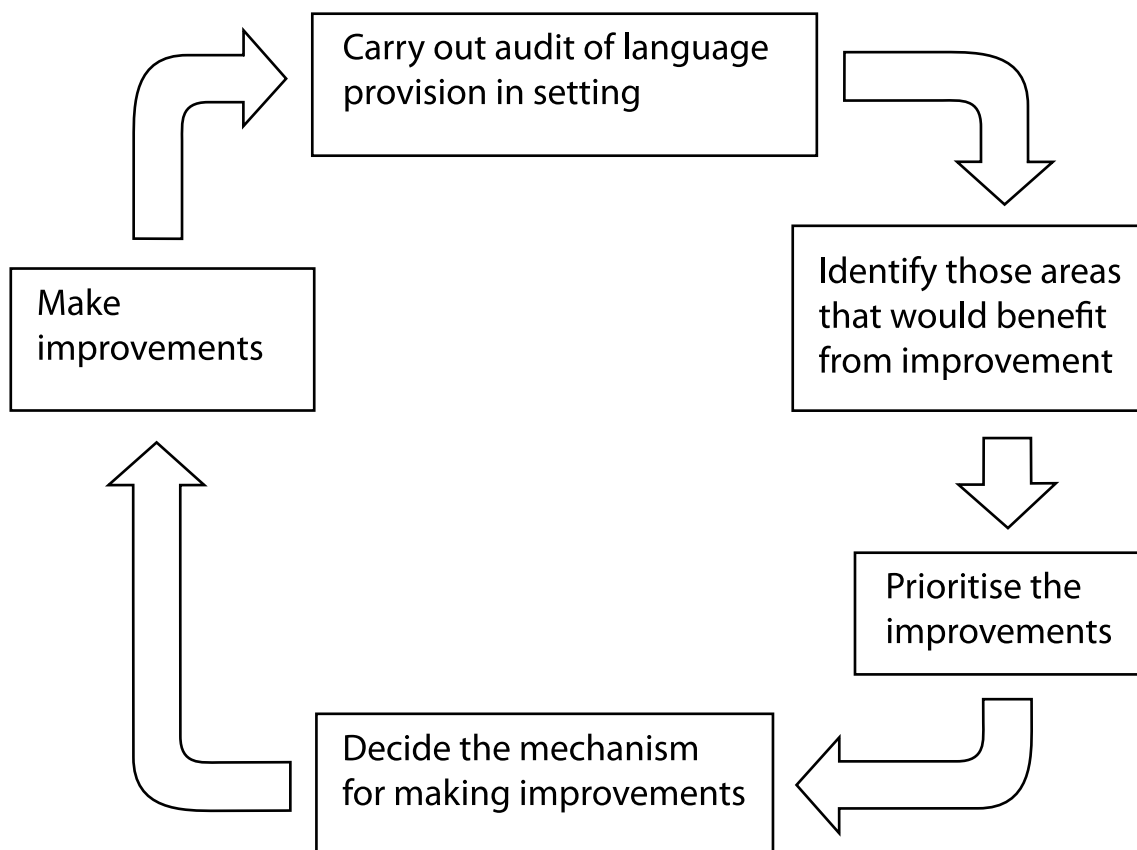 Carry out audit of language
provision in setting
Identify those areas
that would benefit
from improvement
Prioritise the
improvements
Decide the mechanism
for making improvements
Make
improvements